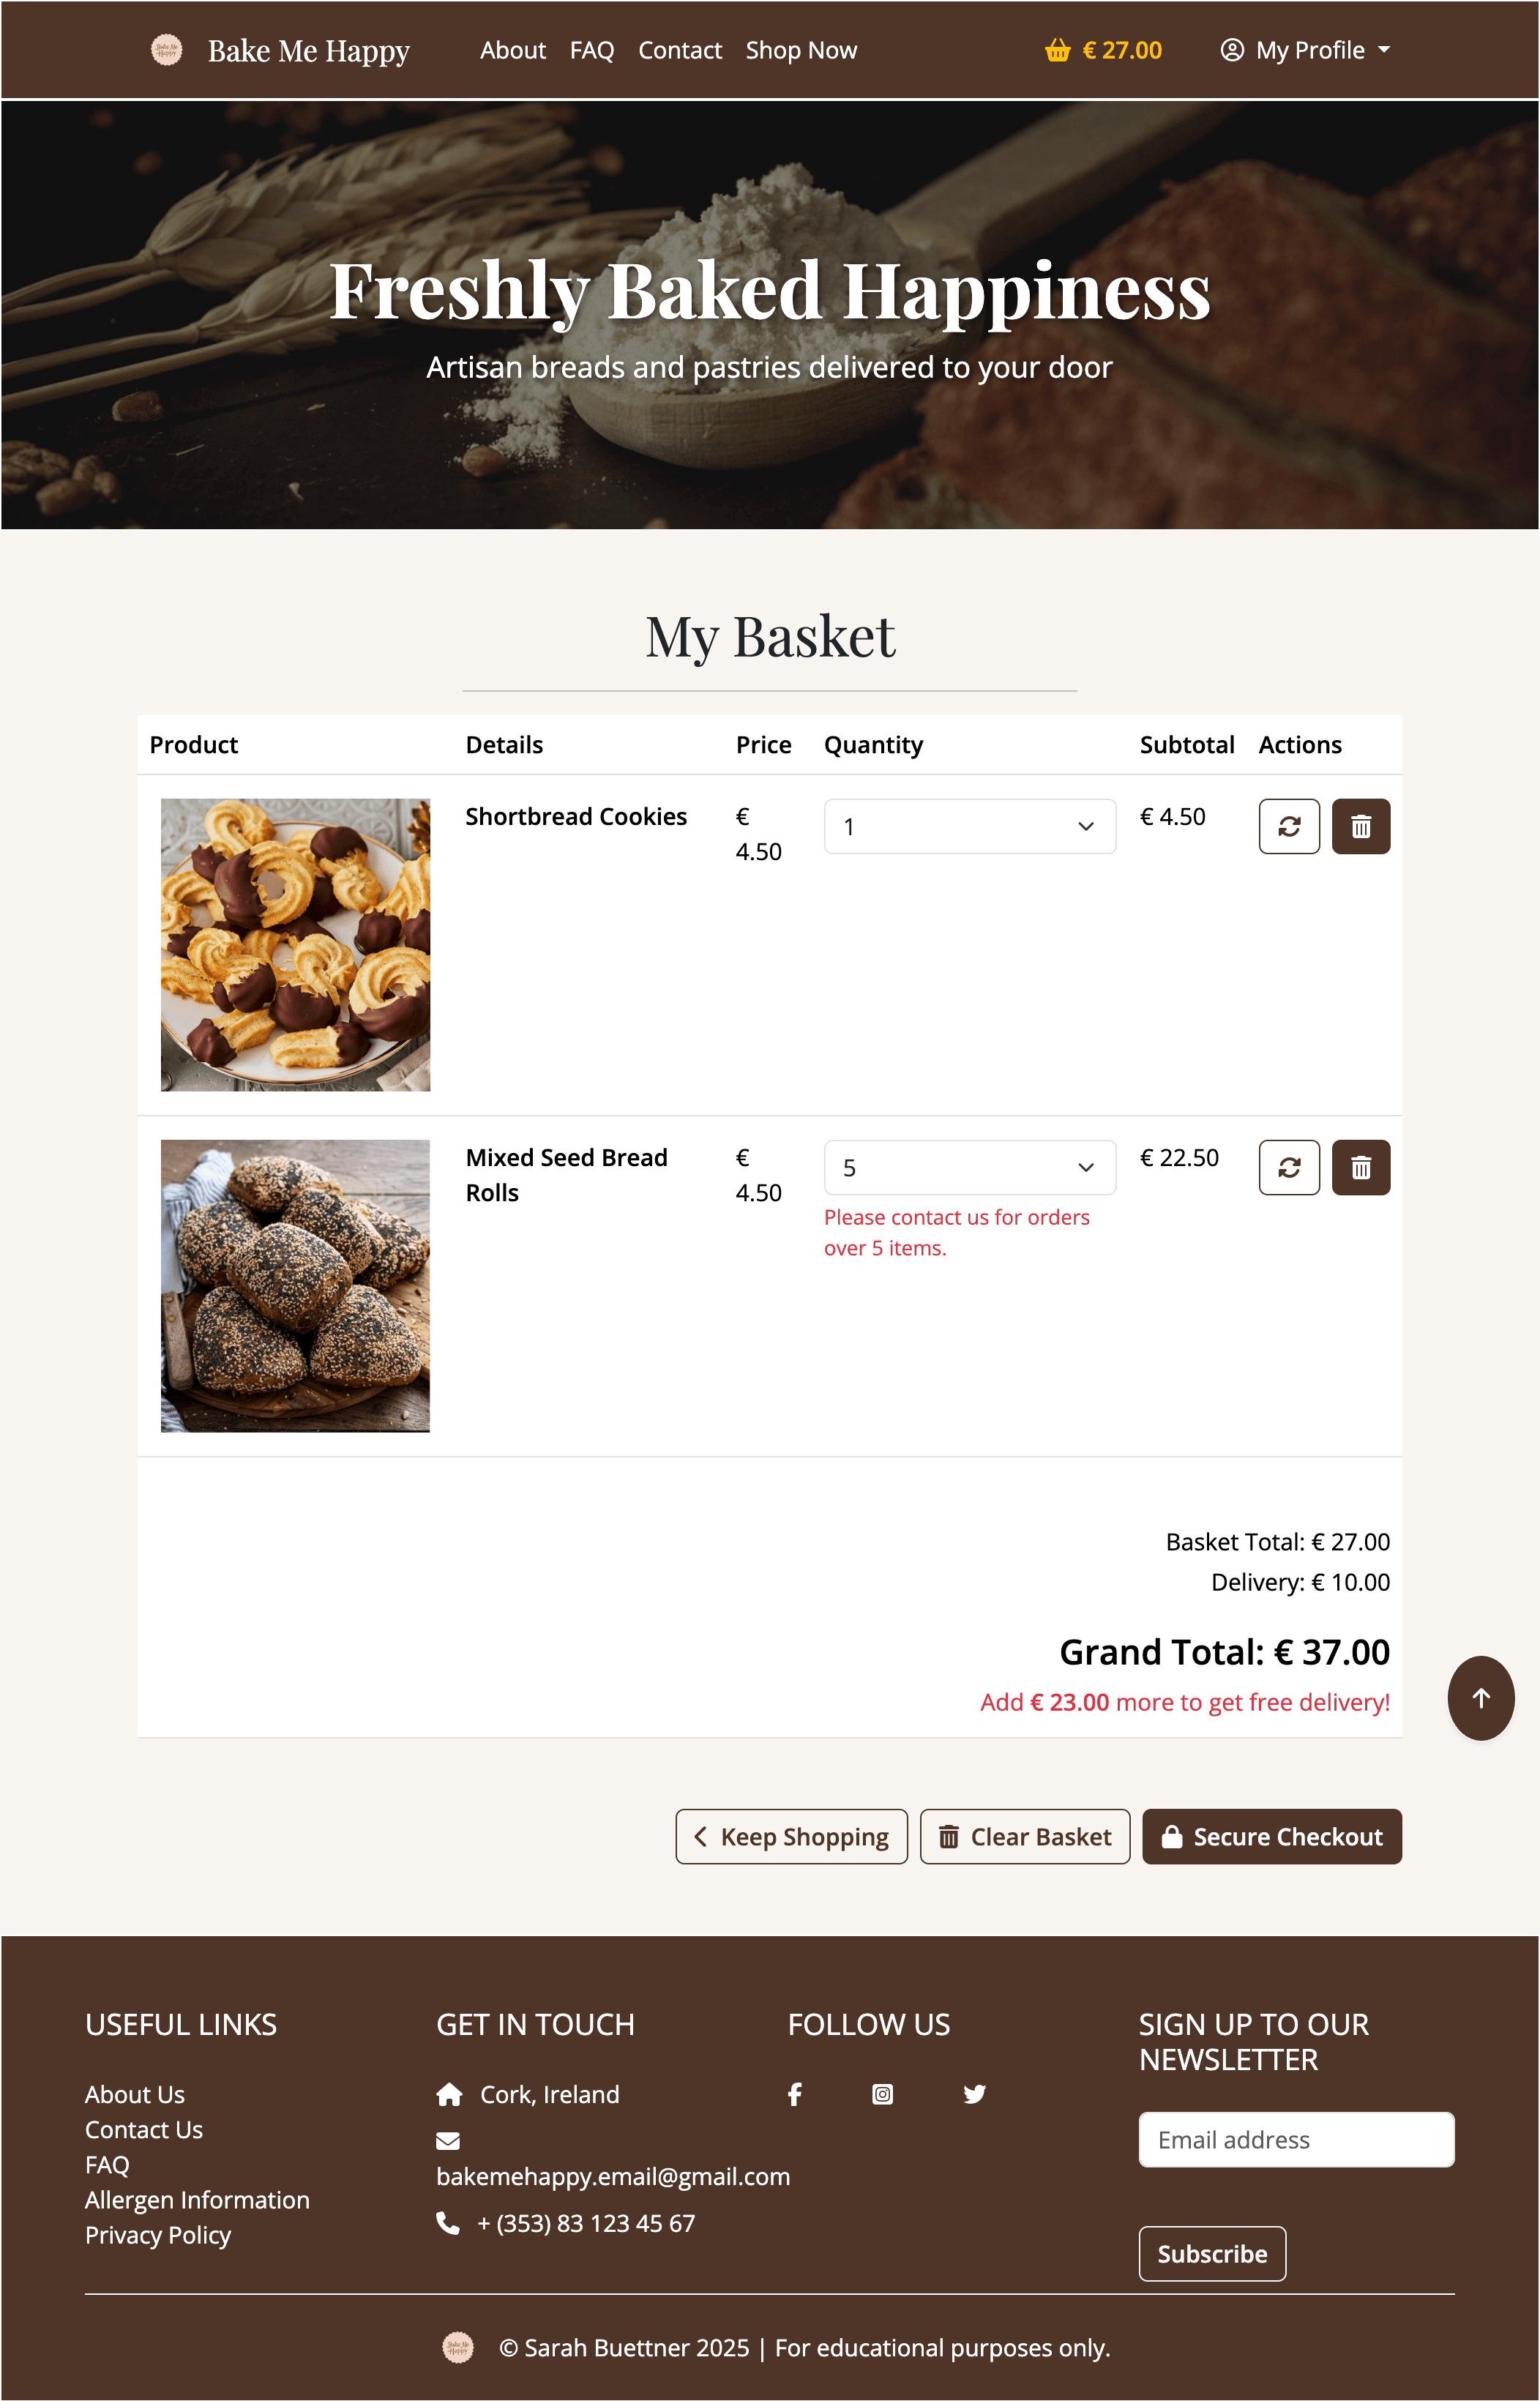 Bake Me Happy
About FAQ Contact Shop Now
€ 27.00
My Profile
Freshly Baked Happiness
Artisan breads and pastries delivered to your door
My Basket
Product Details Price Quantity Subtotal Actions
Shortbread Cookies
€
4.50
1
€ 4.50
Mixed Seed Bread
Rolls
€
4.50
5
Please contact us for orders
over 5 items.
€ 22.50
Basket Total: € 27.00
Delivery: € 10.00
Grand Total: € 37.00
Add € 23.00 more to get free delivery!
Keep Shopping
Clear Basket
Secure Checkout
USEFUL LINKS
About Us
Contact Us
FAQ
Allergen Information
Privacy Policy
GET IN TOUCH
Cork, Ireland
bakemehappy.email@gmail.com
+ (353) 83 123 45 67
FOLLOW US
SIGN UP TO OUR
NEWSLETTER
Email address
Subscribe
Bake Me
Happy
© Sarah Buettner 2025 | For educational purposes only.